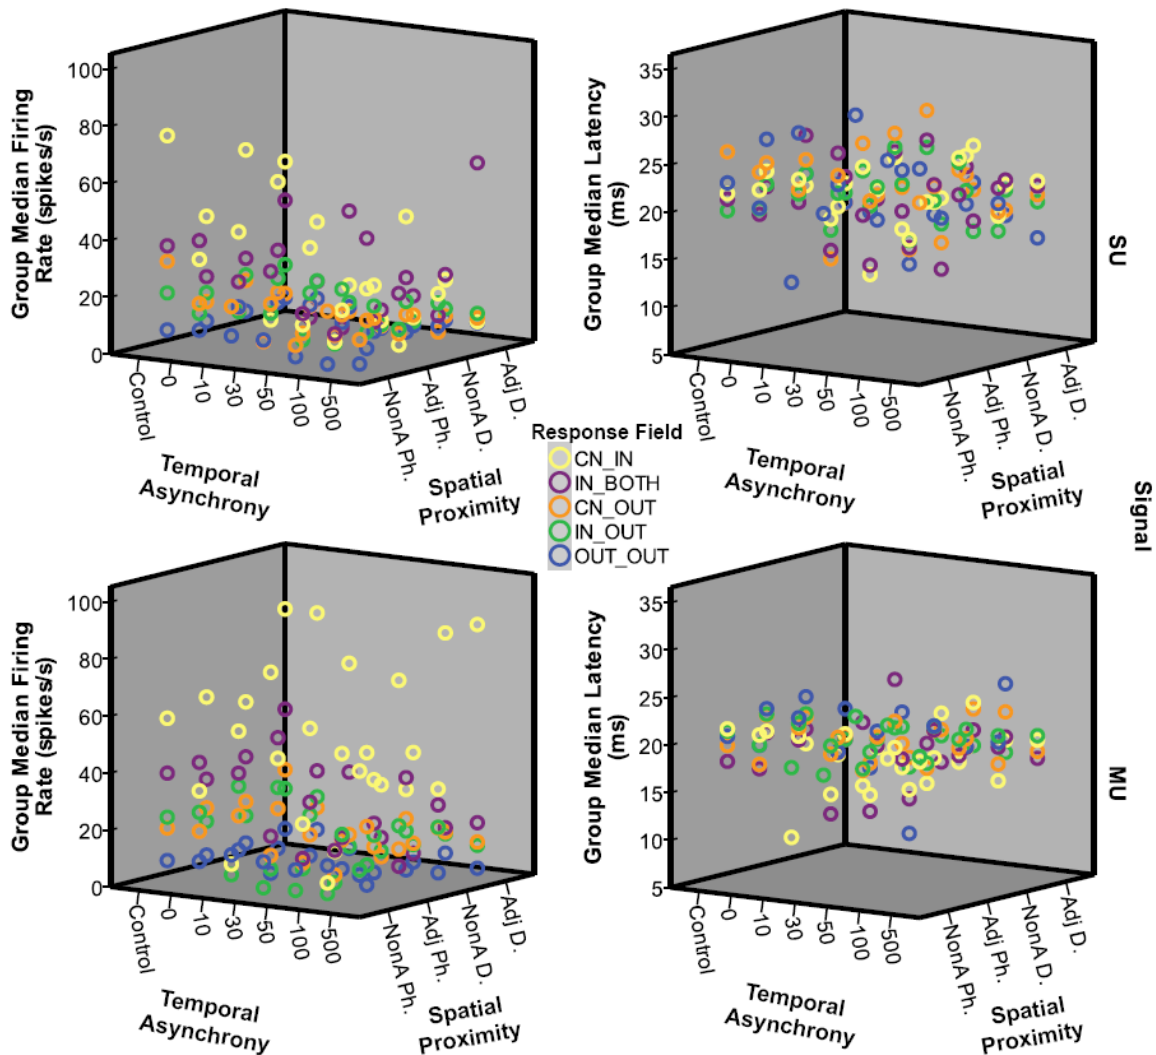 Group Median Firing
Rate (spikes/s)
100
80
60
40
20
0
Control
0
10
30
50
100
500
Temporal
Asynchrony
NonA Ph.
Adj Ph.
NonA D.
Adj D.
Spatial
Proximity
Group Median Latency
(ms)
35
30
25
20
15
10
5
Control
0
10
30
50
100
500
Temporal
Asynchrony
NonA Ph.
Adj Ph.
NonA D.
Adj D.
Spatial
Proximity
SU
Signal
Response Field
CN_IN
IN_BOTH
CN_OUT
IN_OUT
OUT_OUT
Group Median Firing
Rate (spikes/s)
100
80
60
40
20
0
Control
0
10
30
50
100
500
Temporal
Asynchrony
NonA Ph.
Adj Ph.
NonA D.
Adj D.
Spatial
Proximity
Group Median Latency
(ms)
35
30
25
20
15
10
5
Control
0
10
30
50
100
500
Temporal
Asynchrony
NonA Ph.
Adj Ph.
NonA D.
Adj D.
Spatial
Proximity
MU